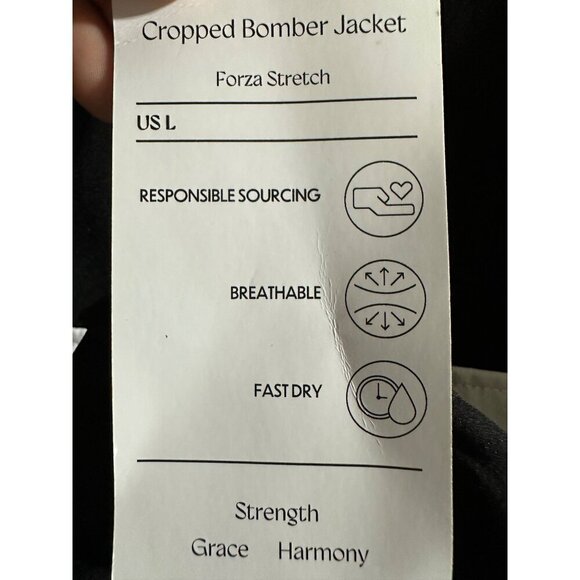 Cropped Bomber Jacket
Forza Stretch
US L
RESPONSIBLE SOURCING
BREATHABLE
FAST DRY
Strength
Grace Harmony